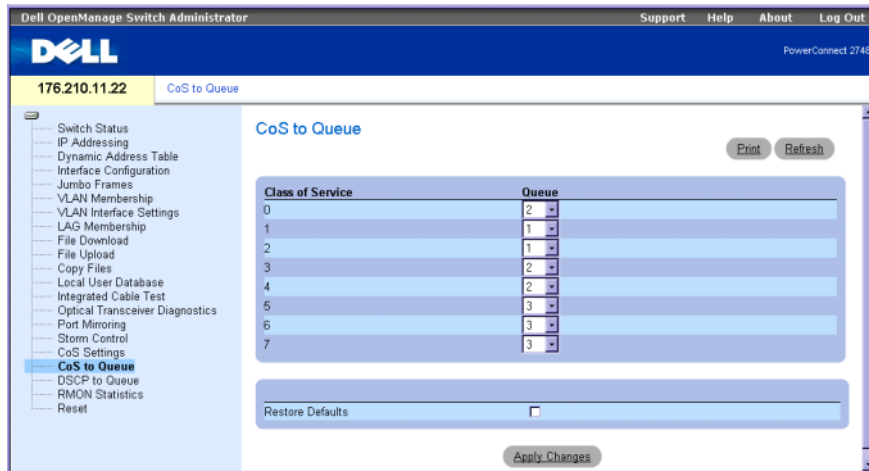 Dell OpenManage Switch Administrator
Support Help About Log Out
DELL
PowerConnect 2748
176.210.11.22
CoS to Queue
Switch Status
IP Addressing
Dynamic Address Table
Interface Configuration
Jumbo Frames
VLAN Membership
VLAN Interface Settings
LAG Membership
File Download
File Upload
Copy Files
Local User Database
Integrated Cable Test
Optical Transceiver Diagnostics
Port Mirroring
Storm Control
CoS Settings
CoS to Queue
DSCP to Queue
RMON Statistics
Reset
CoS to Queue
Print Refresh
Class of Service Queue
0 2
1 1
2 1
3 2
4 2
5 3
6 3
7 3
Restore Defaults
Apply Changes